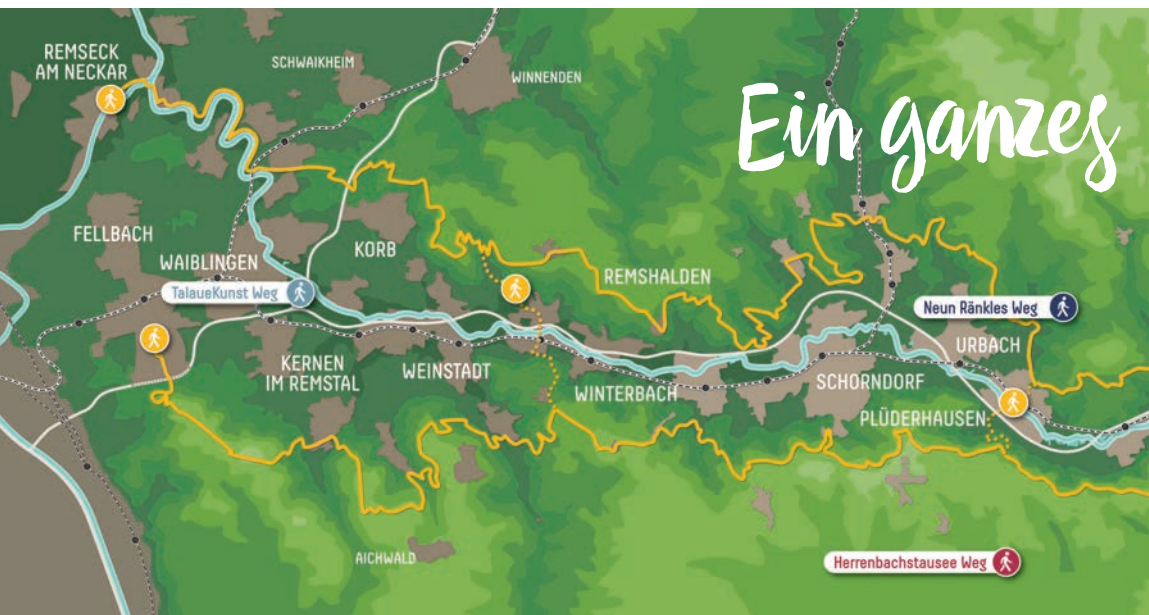 REMSECK
AM NECKAR
SCHWAIKHEIM
WINNENDEN
Ein ganzes
FELLBACH
WAIBLINGEN
KORB
REMSHALDEN
TalaueKunst Weg
Neun Ränkles Weg
URBACH
KERNEN
IM REMSTAL
WEINSTADT
WINTERBACH
SCHORNDORF
PLÜDERHAUSEN
AICHWALD
Herrenbachstausee Weg